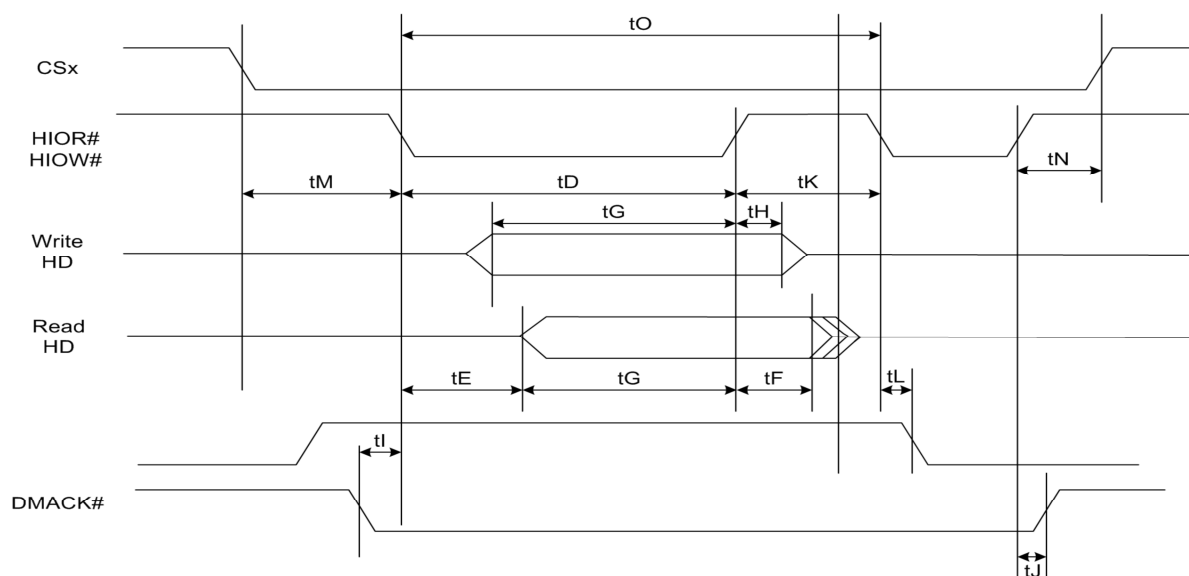 tO
CSx
HIOR#
HIOW#
tN
tM
tD
tK
tG
tH
Write
HD
Read
HD
tE
tG
tF
tL
tI
DMACK#
tJ